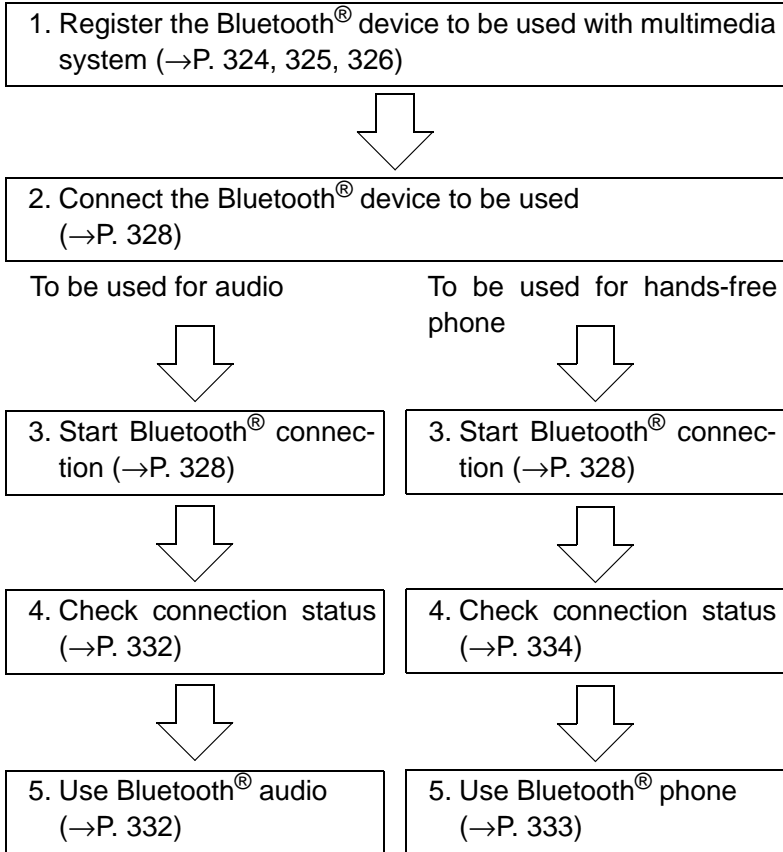 1. Register the Bluetooth® device to be used with multimedia
system (→P. 324, 325, 326)
2. Connect the Bluetooth® device to be used
(→P. 328)
To be used for audio
To be used for hands-free
phone
3. Start Bluetooth® connec-
tion (→P. 328)
3. Start Bluetooth® connec-
tion (→P. 328)
4. Check connection status
(→P. 332)
4. Check connection status
(→P. 334)
5. Use Bluetooth® audio
(→P. 332)
5. Use Bluetooth® phone
(→P. 333)